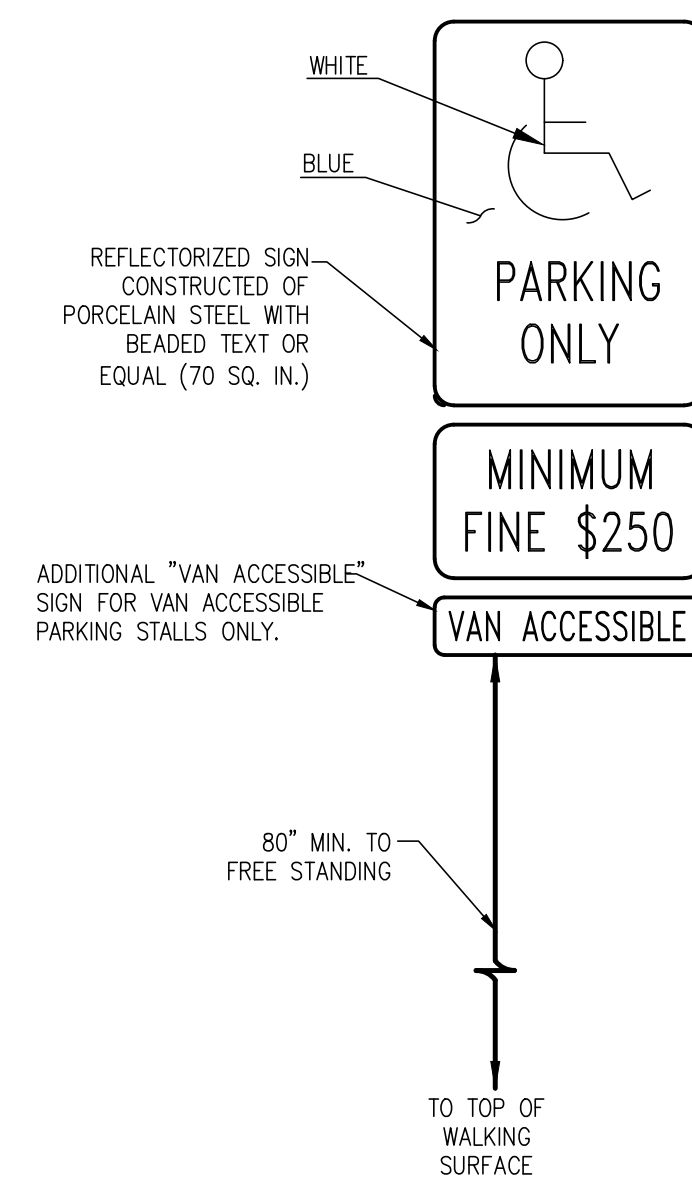 WHITE
BLUE
REFLECTORIZED SIGN
CONSTRUCTED OF
PORCELAIN STEEL WITH
BEADED TEXT OR
EQUAL (70 SQ. IN.)
PARKING
ONLY
MINIMUM
FINE $250
ADDITIONAL "VAN ACCESSIBLE"
SIGN FOR VAN ACCESSIBLE
PARKING STALLS ONLY.
VAN ACCESSIBLE
80" MIN. TO
FREE STANDING
TO TOP OF
WALKING
SURFACE